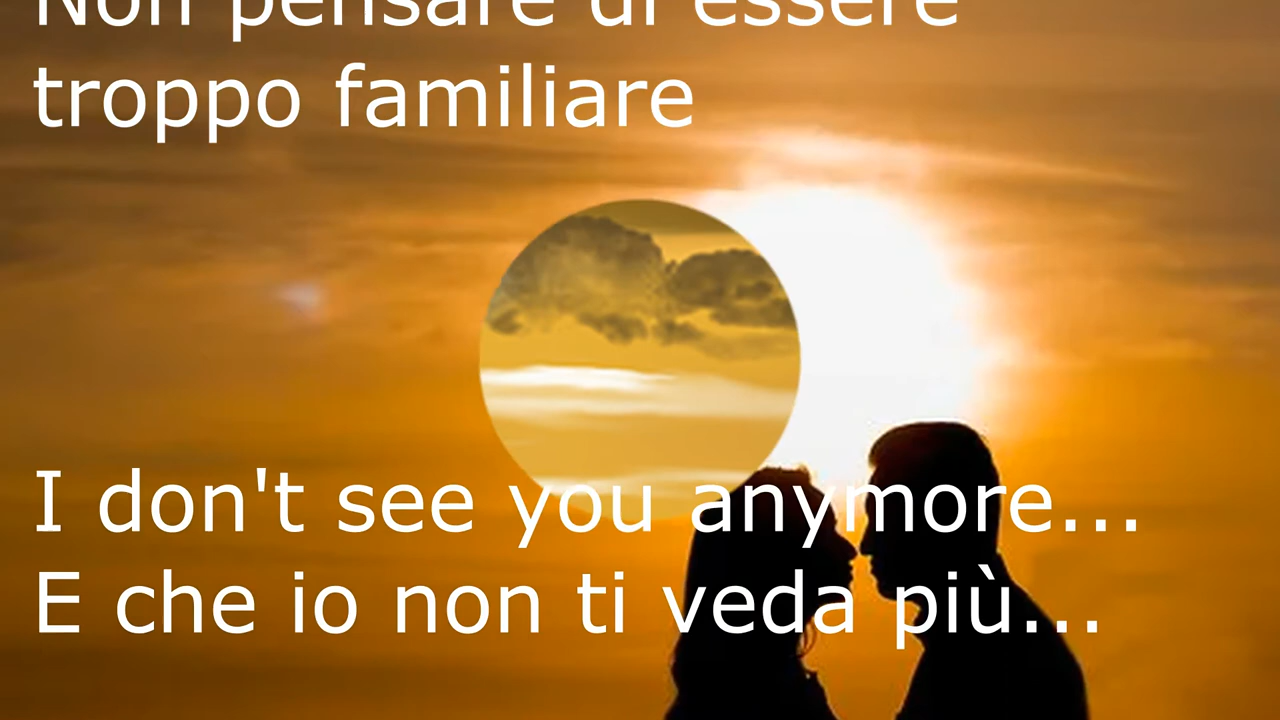 Non pensare di essere
troppo familiare
I don't see you anymore...
E che io non ti veda più...